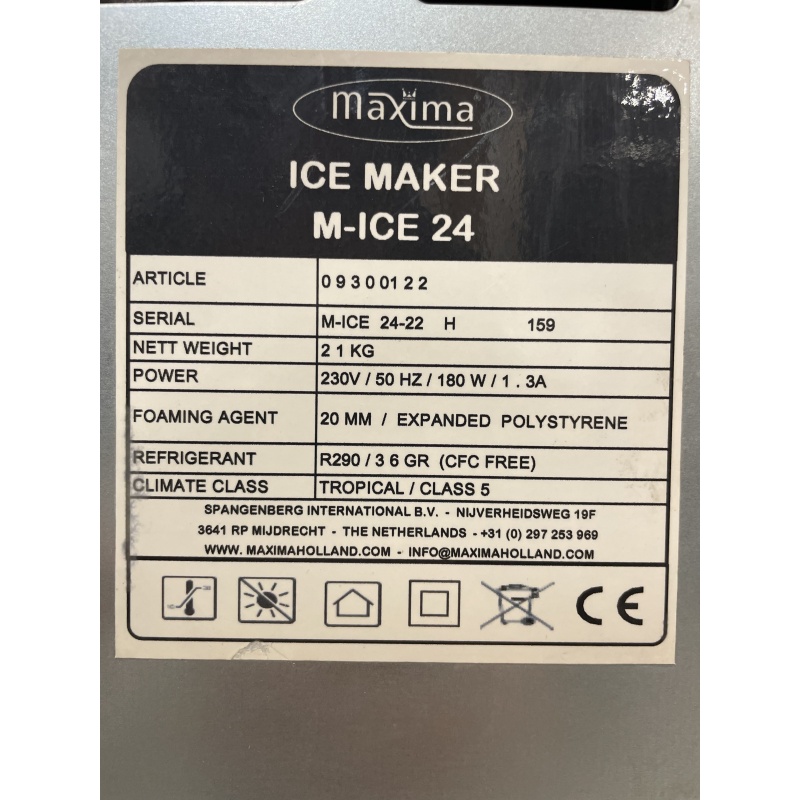 maxima
ICE MAKER
M-ICE 24
ARTICLE 09300122
SERIAL M-ICE 24-22 H 159
NETT WEIGHT 21 KG
POWER 230V / 50 HZ / 180 W / 1.3A
FOAMING AGENT 20 MM / EXPANDED POLYSTYRENE
REFRIGERANT R290 / 36 GR (CFC FREE)
CLIMATE CLASS TROPICAL / CLASS 5
SPANGENBERG INTERNATIONAL B.V. - NIJVERHEIDSWEG 19F
3641 RP MIJDRECHT - THE NETHERLANDS - +31 (0) 297 253 969
WWW. MAXIMAHOLLAND.COM - INFO@MAXIMAHOLLAND.COM
CE